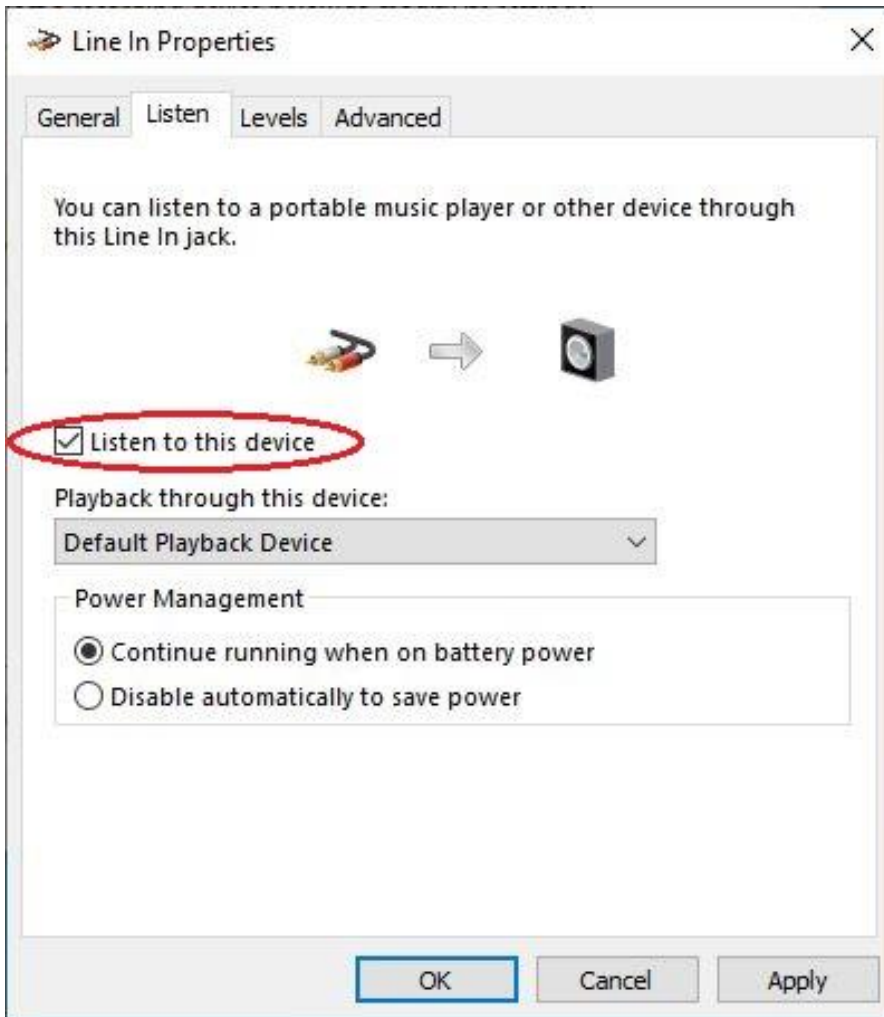 Line In Properties
General
Listen
Levels
Advanced
You can listen to a portable music player or other device through
this Line In jack.
Listen to this device
Playback through this device:
Default Playback Device
Power Management
Continue running when on battery power
Disable automatically to save power
OK
Cancel
Apply